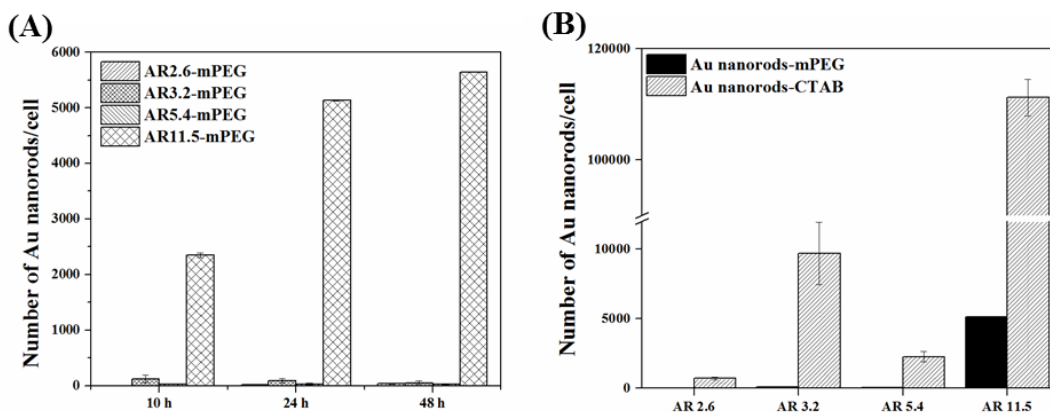 (A)
Number of Au nanorods/cell
6000
5000
4000
3000
2000
1000
0
AR2.6-mPEG
AR3.2-mPEG
AR5.4-mPEG
AR11.5-mPEG
10 h
24 h
48 h
(B)
Number of Au nanorods/cell
120000
100000
10000
5000
0
Au nanorods-mPEG
Au nanorods-CTAB
AR 2.6
AR 3.2
AR 5.4
AR 11.5